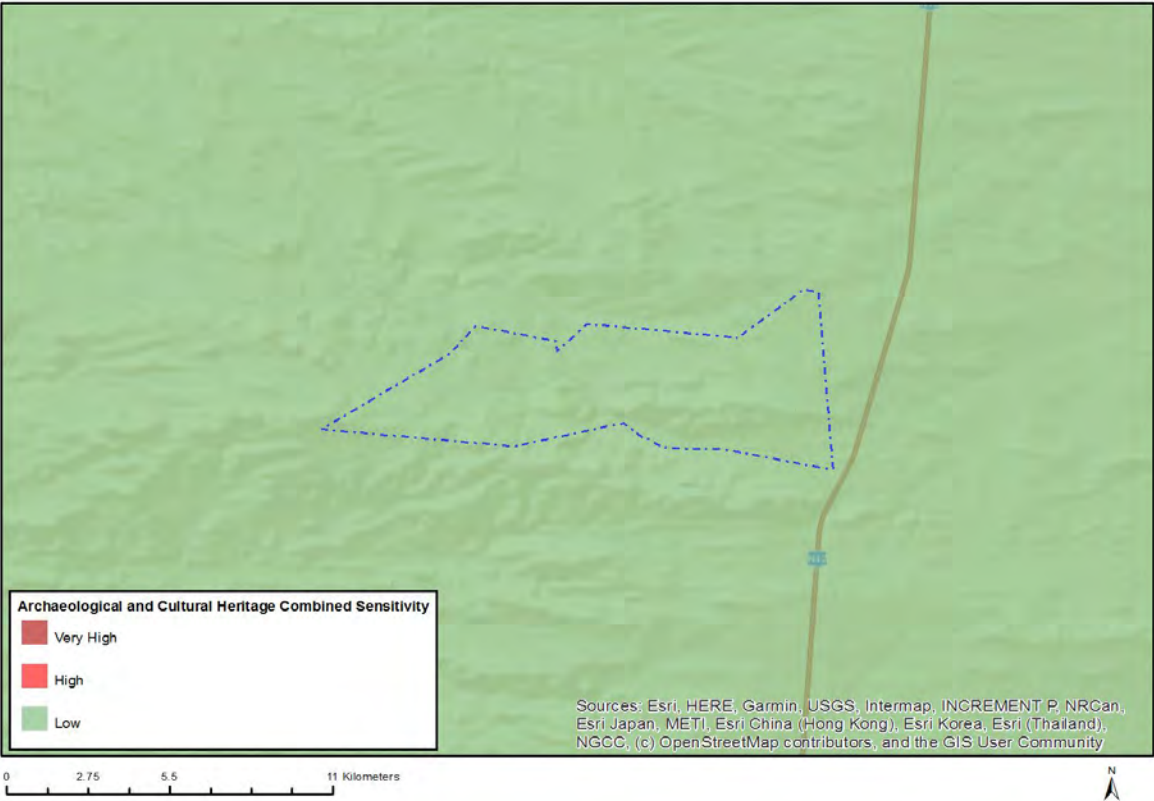 Archaeological and Cultural Heritage Combined Sensitivity
Very High
High
Low
Sources: Esri, HERE, Garmin, USGS, Intermap, INCREMENT P, NRCan,
Esri Japan, METI, Esri China (Hong Kong), Esri Korea, Esri (Thailand),
NGCC, (c) OpenStreetMap contributors, and the GIS User Community
0 2.75 5.5 11 Kilometers
N